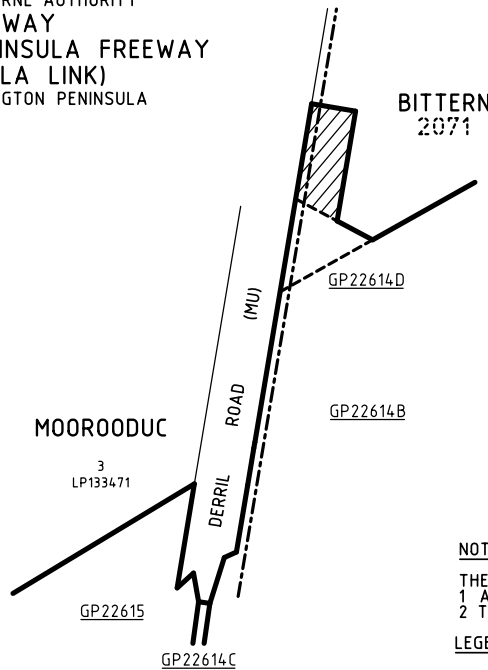 WAY
INSULA FREEWAY
LA LINK)
GTON PENINSULA
BITTERN
2071
GP22614D
(MU)
GP22614B
ROAD
MOOROODUC
3
LP133471
DERRIL
NOT
THE
1 A
2 T
GP22615
LEGE
GP22614C